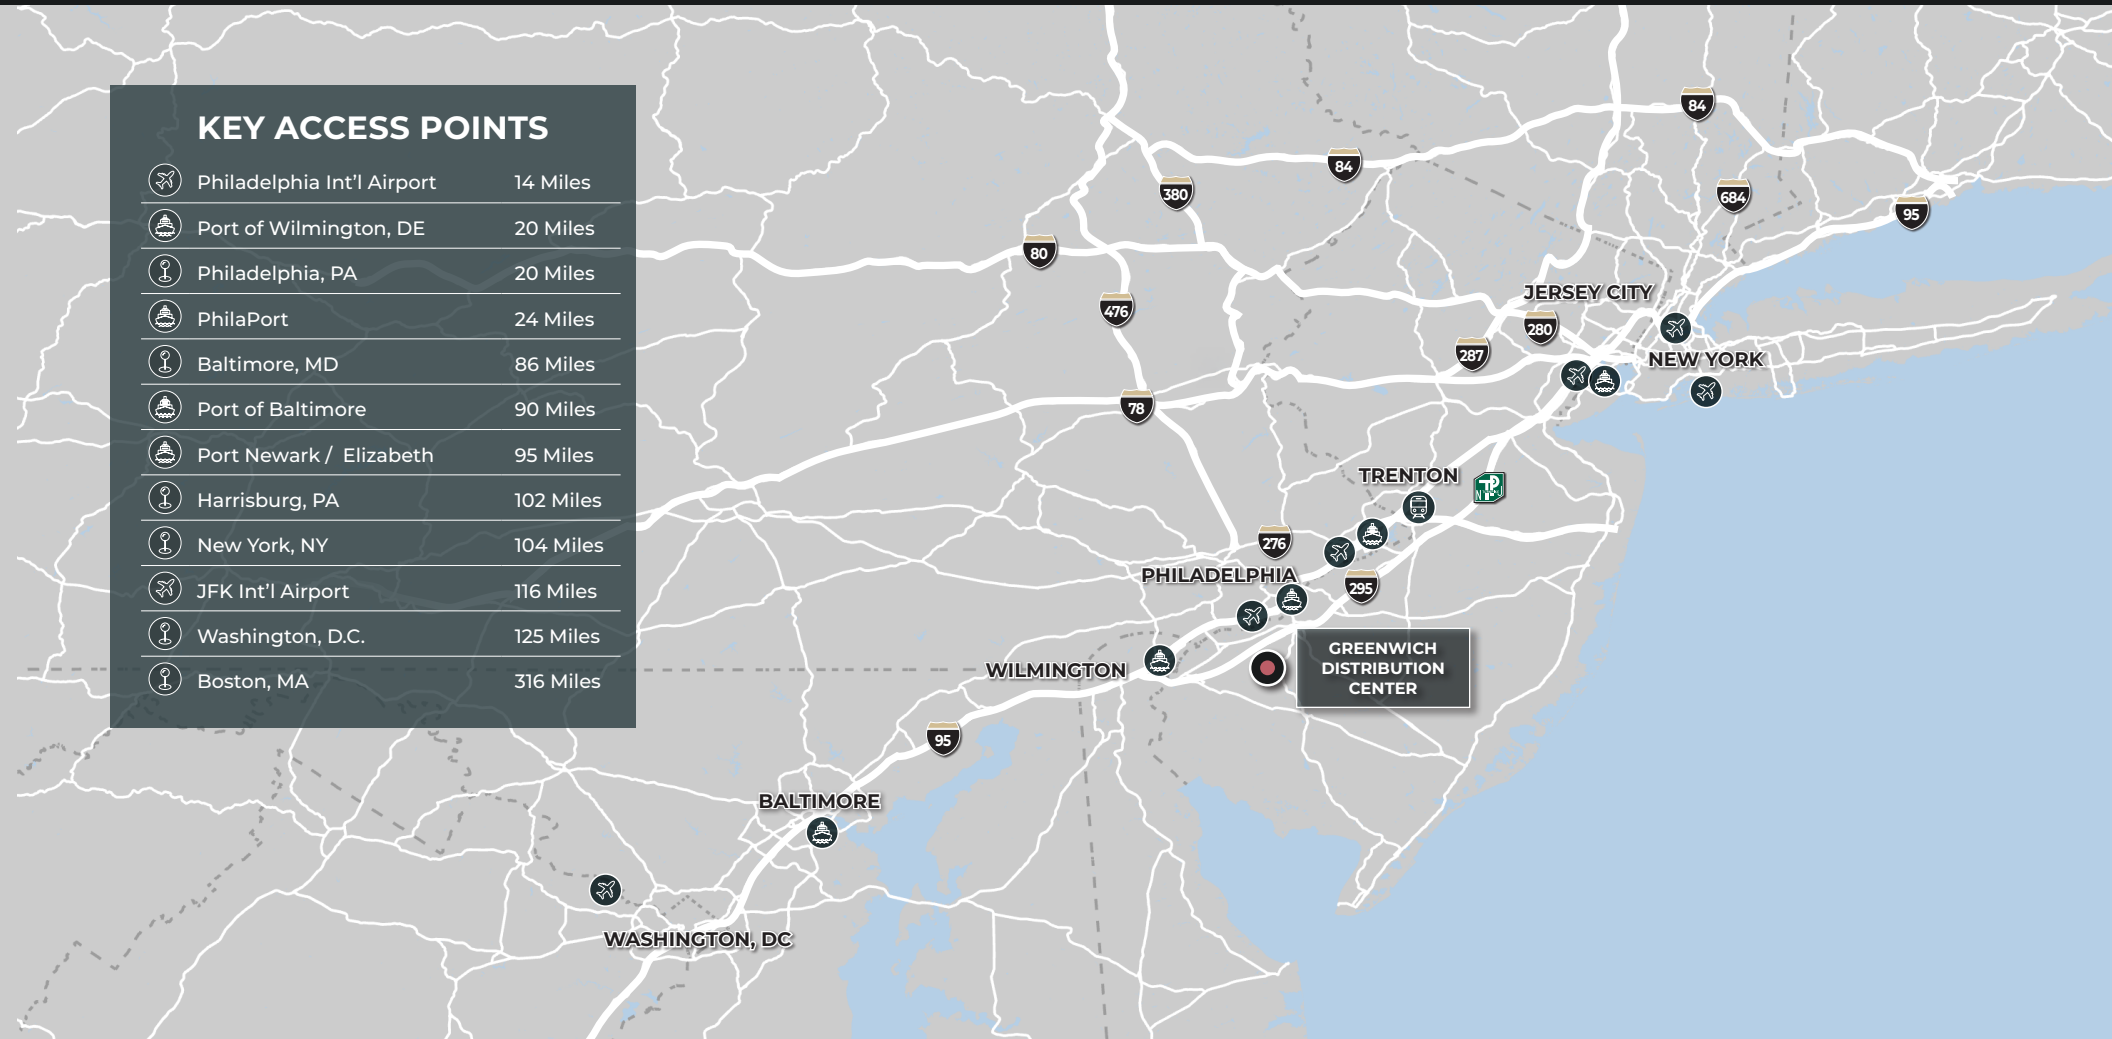 KEY ACCESS POINTS
Philadelphia Int'l Airport 14 Miles
Port of Wilmington, DE 20 Miles
Philadelphia, PA 20 Miles
PhilaPort 24 Miles
Baltimore, MD 86 Miles
Port of Baltimore 90 Miles
Port Newark / Elizabeth 95 Miles
Harrisburg, PA 102 Miles
New York, NY 104 Miles
JFK Int'l Airport 116 Miles
Washington, D.C. 125 Miles
Boston, MA 316 Miles
84
84
380
684
95
80
JERSEY CITY
476
280
287
NEW YORK
78
TRENTON
NJ TP
276
PHILADELPHIA
295
GREENWICH
DISTRIBUTION
CENTER
WILMINGTON
95
BALTIMORE
WASHINGTON, DC